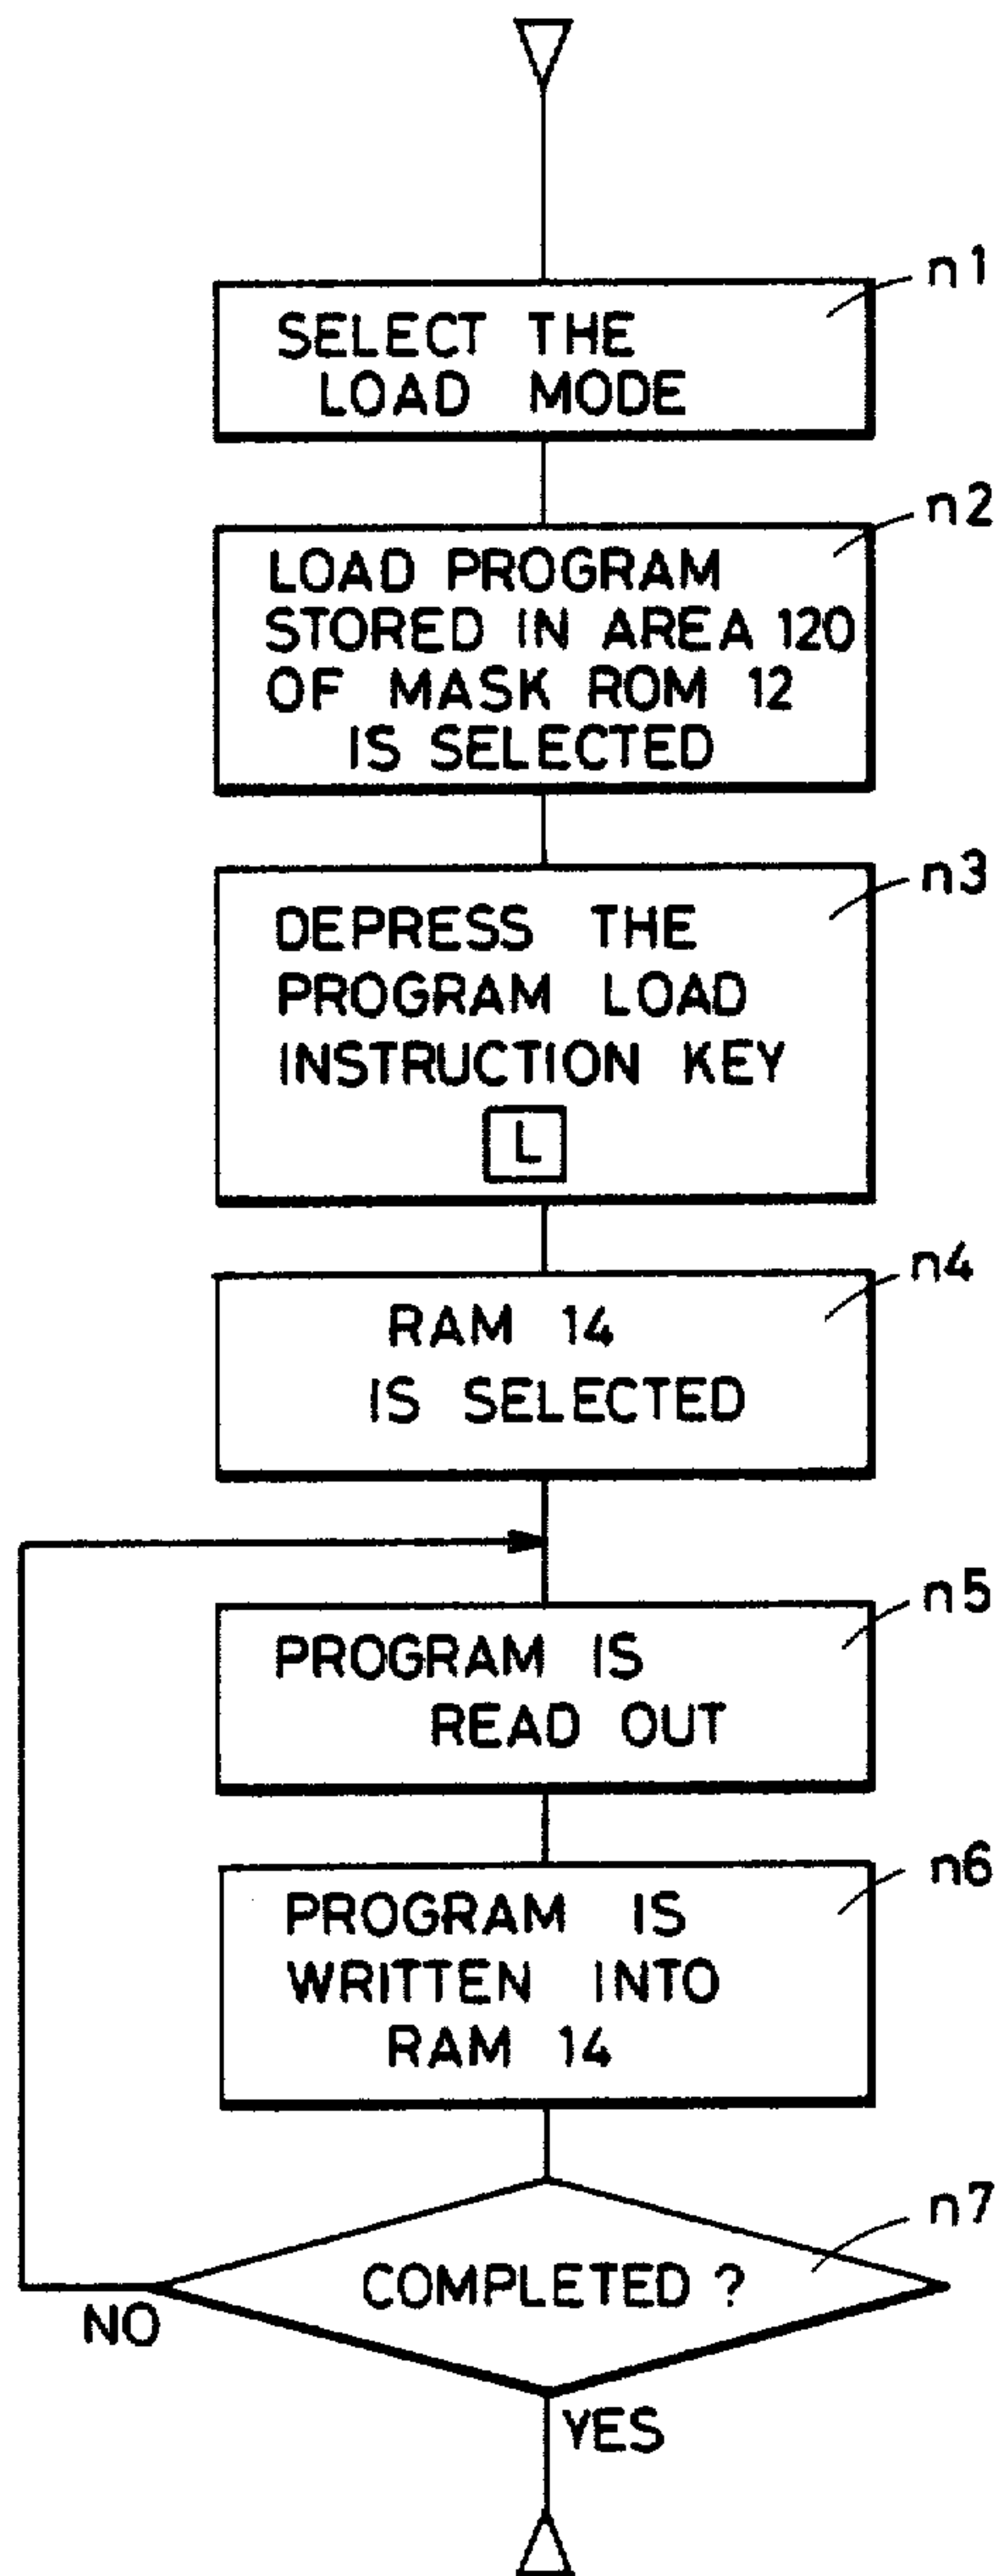 n1
SELECT THE
LOAD MODE
n2
LOAD PROGRAM
STORED IN AREA 120
OF MASK ROM 12
IS SELECTED
n3
DEPRESS THE
PROGRAM LOAD
INSTRUCTION KEY
L
n4
RAM 14
IS SELECTED
n5
PROGRAM IS
READ OUT
n6
PROGRAM IS
WRITTEN INTO
RAM 14
n7
COMPLETED ?
NO
YES